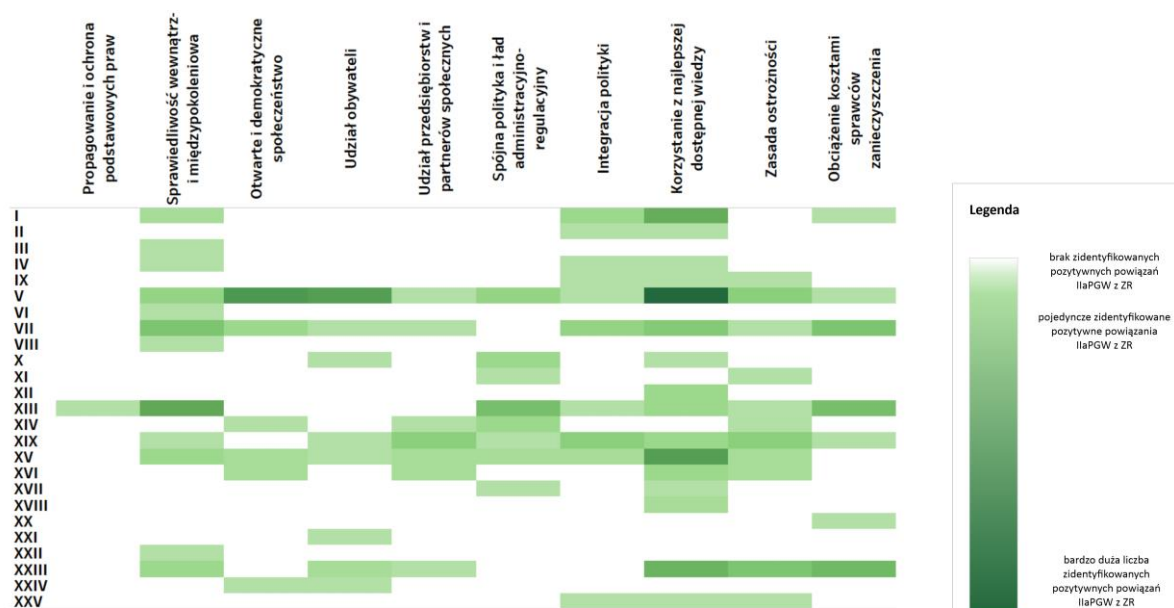 Propagowanie i ochrona
podstawowych praw
Sprawiedliwość wewnątrz-
i międzypokoleniowa
Otwarte i demokratyczne
społeczeństwo
Udział obywateli
Udział przedsiębiorstw i
partnerów społecznych
Spójna polityka i ład
administracyjno-
regulacyjny
Integracja polityki
Korzystanie z najlepszej
dostępnej wiedzy
Zasada ostrożności
Obciążenie kosztami
sprawców
zanieczyszczenia
I
II
III
IV
IX
V
VI
VII
VIII
X
XI
XII
XIII
XIV
XIX
XV
XVI
XVII
XVIII
XX
XXI
XXII
XXIII
XXIV
XXV
Legenda
brak zidentyfikowanych
pozytywnych powiązań
IIaPGW z ZR
pojedyncze zidentyfikowane
pozytywne powiązania
IIaPGW z ZR
bardzo duża liczba
zidentyfikowanych
pozytywnych powiązań
IIaPGW z ZR